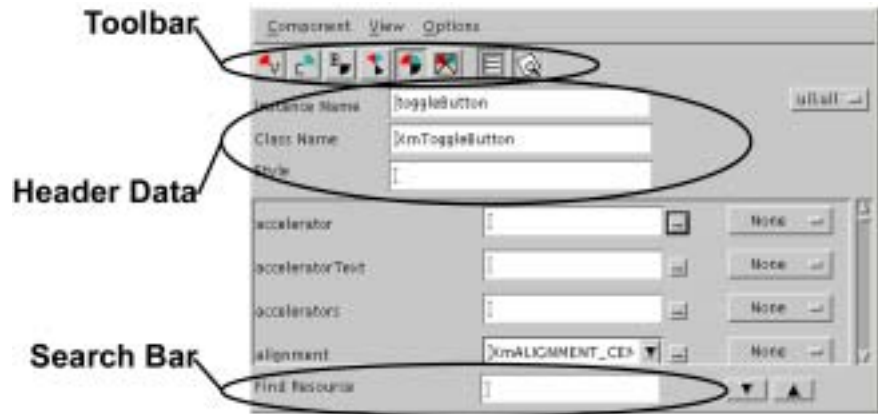 Toolbar
Component View Options
V C B
Instance Name toggleButton
Class Name XmToggleButton
Style
Header Data
accelerator None
acceleratorText None
accelerators None
alignment XmALIGNMENT_CEN None
Search Bar
Find Resource